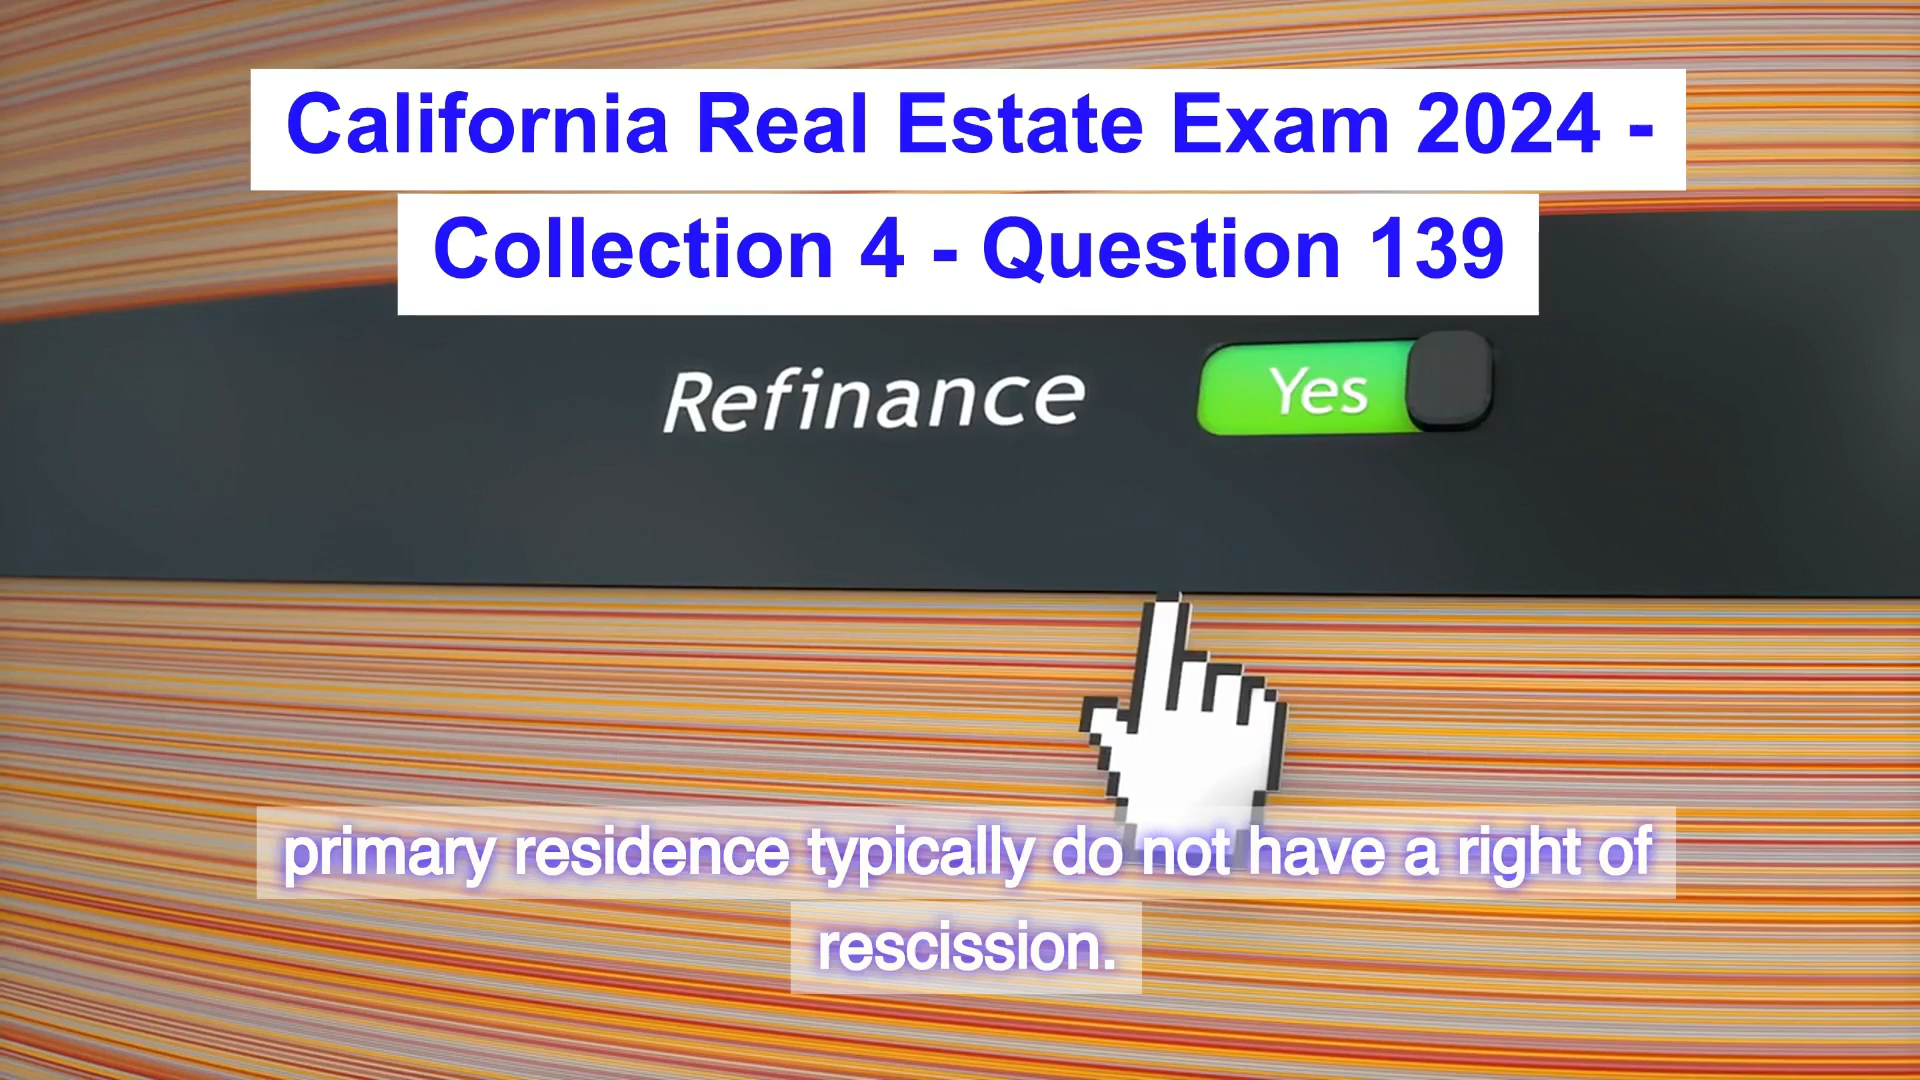 California Real Estate Exam 2024 -
Collection 4 - Question 139
Refinance Yes
primary residence typically do not have a right of
rescission.